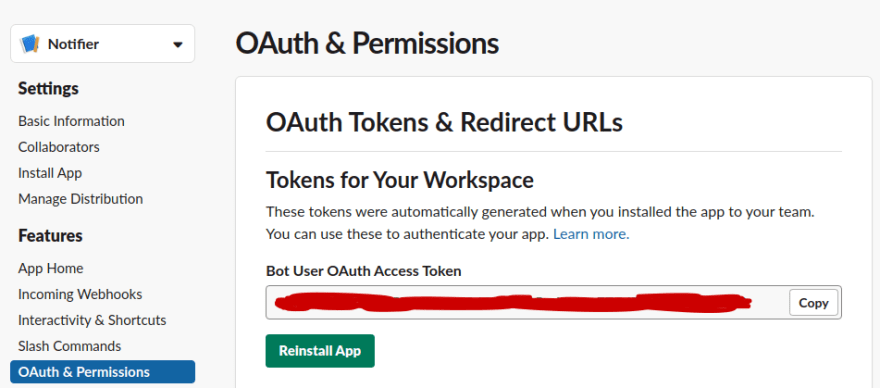 Notifier
Settings
Basic Information
Collaborators
Install App
Manage Distribution
Features
App Home
Incoming Webhooks
Interactivity & Shortcuts
Slash Commands
OAuth & Permissions
OAuth & Permissions
OAuth Tokens & Redirect URLs
Tokens for Your Workspace
These tokens were automatically generated when you installed the app to your team.
You can use these to authenticate your app. Learn more.
Bot User OAuth Access Token
Copy
Reinstall App